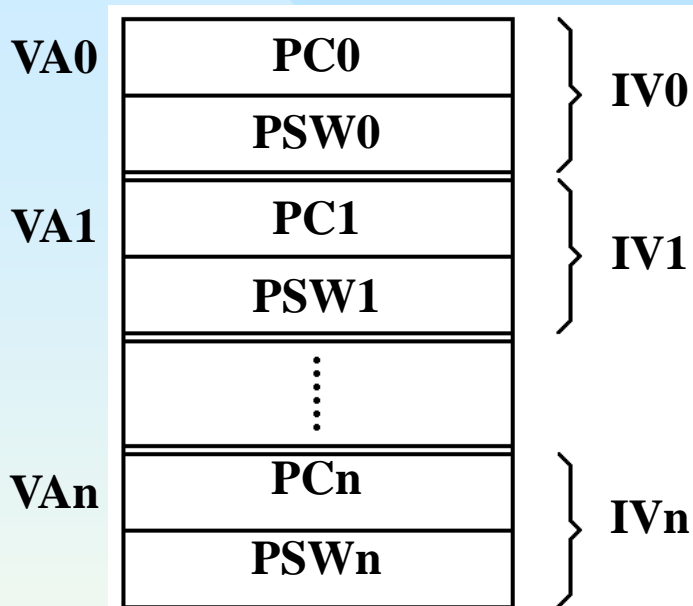 VA0 PC0 IV0
PSW0
VA1 PC1 IV1
PSW1
VAn PCn IVn
PSWn